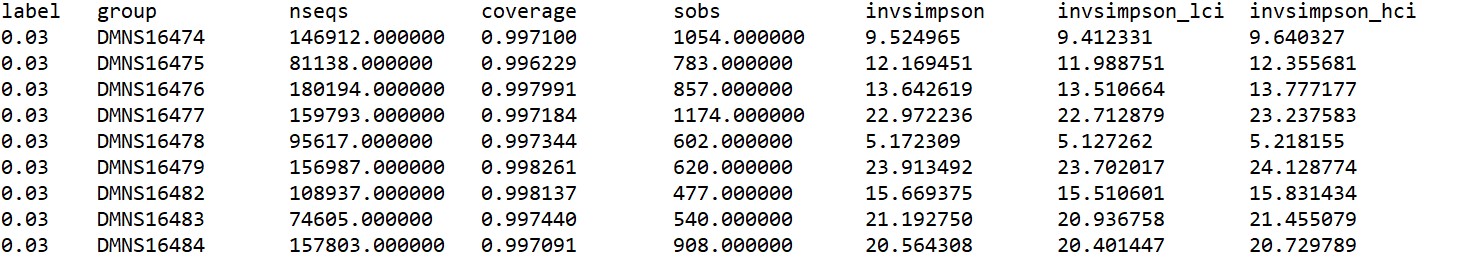 label group nseqs coverage sobs invsimpson invsimpson_lci invsimpson_hci
0.03 DMNS16474 146912.000000 0.997100 1054.000000 9.524965 9.412331 9.640327
0.03 DMNS16475 81138.000000 0.996229 783.000000 12.169451 11.988751 12.355681
0.03 DMNS16476 180194.000000 0.997991 857.000000 13.642619 13.510664 13.777177
0.03 DMNS16477 159793.000000 0.997184 1174.000000 22.972236 22.712879 23.237583
0.03 DMNS16478 95617.000000 0.997344 602.000000 5.172309 5.127262 5.218155
0.03 DMNS16479 156987.000000 0.998261 620.000000 23.913492 23.702017 24.128774
0.03 DMNS16482 108937.000000 0.998137 477.000000 15.669375 15.510601 15.831434
0.03 DMNS16483 74605.000000 0.997440 540.000000 21.192750 20.936758 21.455079
0.03 DMNS16484 157803.000000 0.997091 908.000000 20.564308 20.401447 20.729789